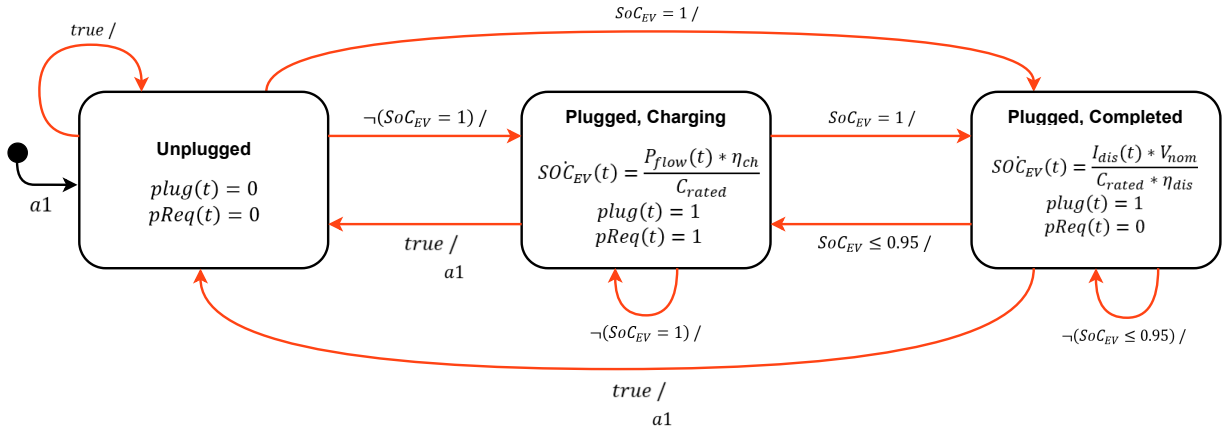 true /
SoC_EV = 1 /
a1
Unplugged
plug(t) = 0
pReq(t) = 0
¬(SoC_EV = 1) /
true /
a1
Plugged, Charging
SȮC_EV(t) = P_flow(t) * η_ch / C_rated
plug(t) = 1
pReq(t) = 1
¬(SoC_EV = 1) /
SoC_EV = 1 /
SoC_EV ≤ 0.95 /
Plugged, Completed
SȮC_EV(t) = I_dis(t) * V_nom / C_rated * η_dis
plug(t) = 1
pReq(t) = 0
¬(SoC_EV ≤ 0.95) /
true /
a1